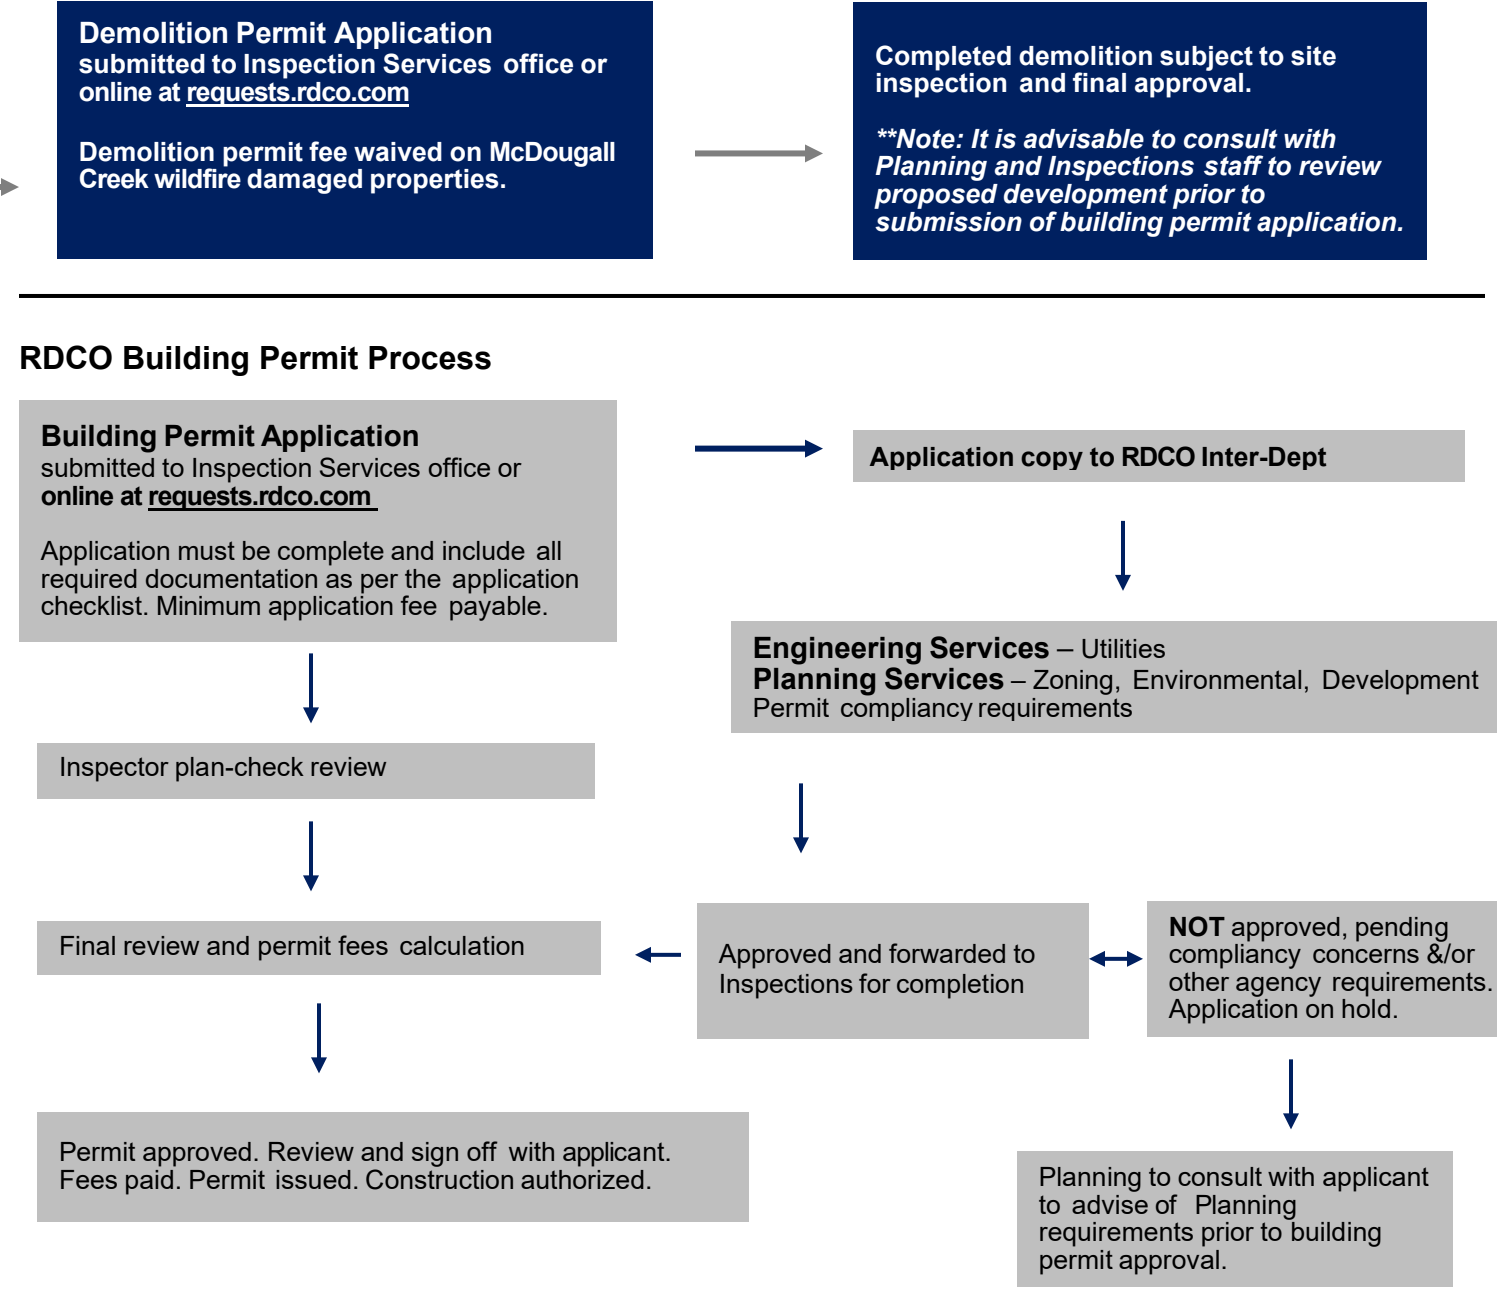 Demolition Permit Application
submitted to Inspection Services office or
online at requests.rdco.com
Demolition permit fee waived on McDougall
Creek wildfire damaged properties.
Completed demolition subject to site
inspection and final approval.
**Note: It is advisable to consult with
Planning and Inspections staff to review
proposed development prior to
submission of building permit application.
RDCO Building Permit Process
Building Permit Application
submitted to Inspection Services office or
online at requests.rdco.com
Application must be complete and include all
required documentation as per the application
checklist. Minimum application fee payable.
Application copy to RDCO Inter-Dept
Engineering Services – Utilities
Planning Services – Zoning, Environmental, Development
Permit compliancy requirements
Inspector plan-check review
Final review and permit fees calculation
Approved and forwarded to
Inspections for completion
NOT approved, pending
compliancy concerns &/or
other agency requirements.
Application on hold.
Permit approved. Review and sign off with applicant.
Fees paid. Permit issued. Construction authorized.
Planning to consult with applicant
to advise of Planning
requirements prior to building
permit approval.